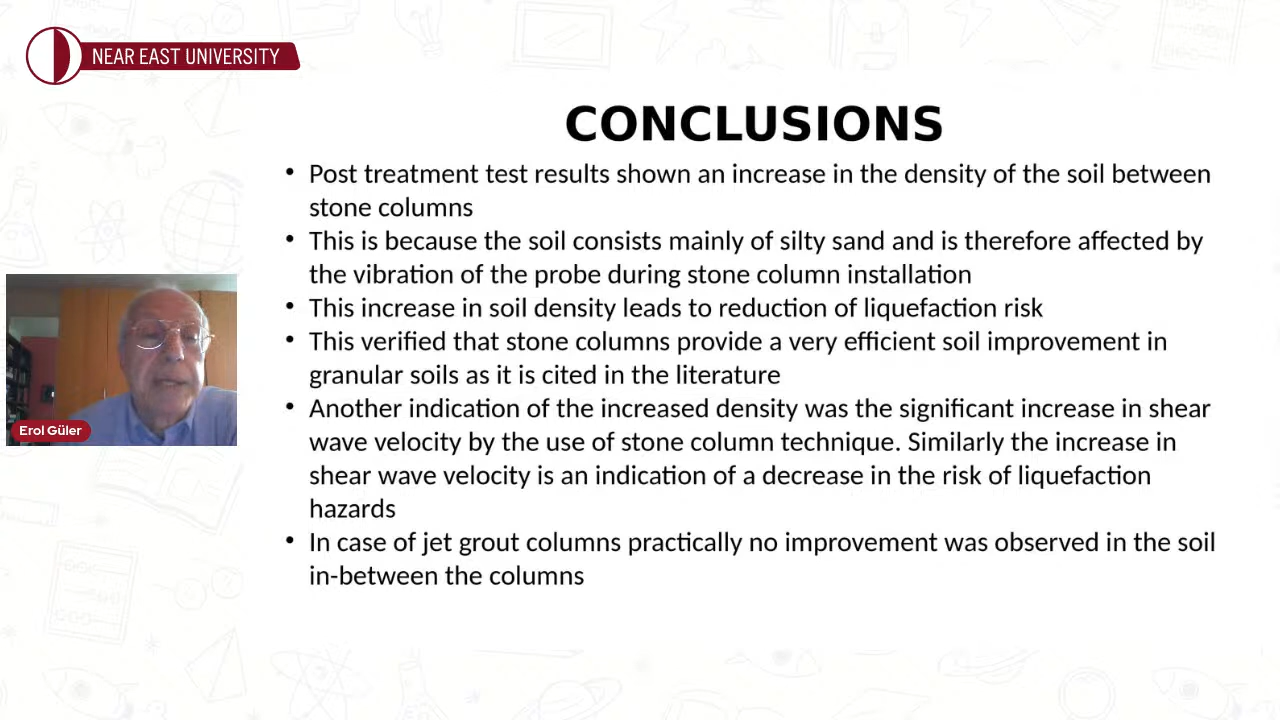 NEAR EAST UNIVERSITY
CONCLUSIONS
• Post treatment test results shown an increase in the density of the soil between
stone columns
• This is because the soil consists mainly of silty sand and is therefore affected by
the vibration of the probe during stone column installation
• This increase in soil density leads to reduction of liquefaction risk
• This verified that stone columns provide a very efficient soil improvement in
granular soils as it is cited in the literature
• Another indication of the increased density was the significant increase in shear
wave velocity by the use of stone column technique. Similarly the increase in
shear wave velocity is an indication of a decrease in the risk of liquefaction
hazards
• In case of jet grout columns practically no improvement was observed in the soil
in-between the columns
Erol Güler